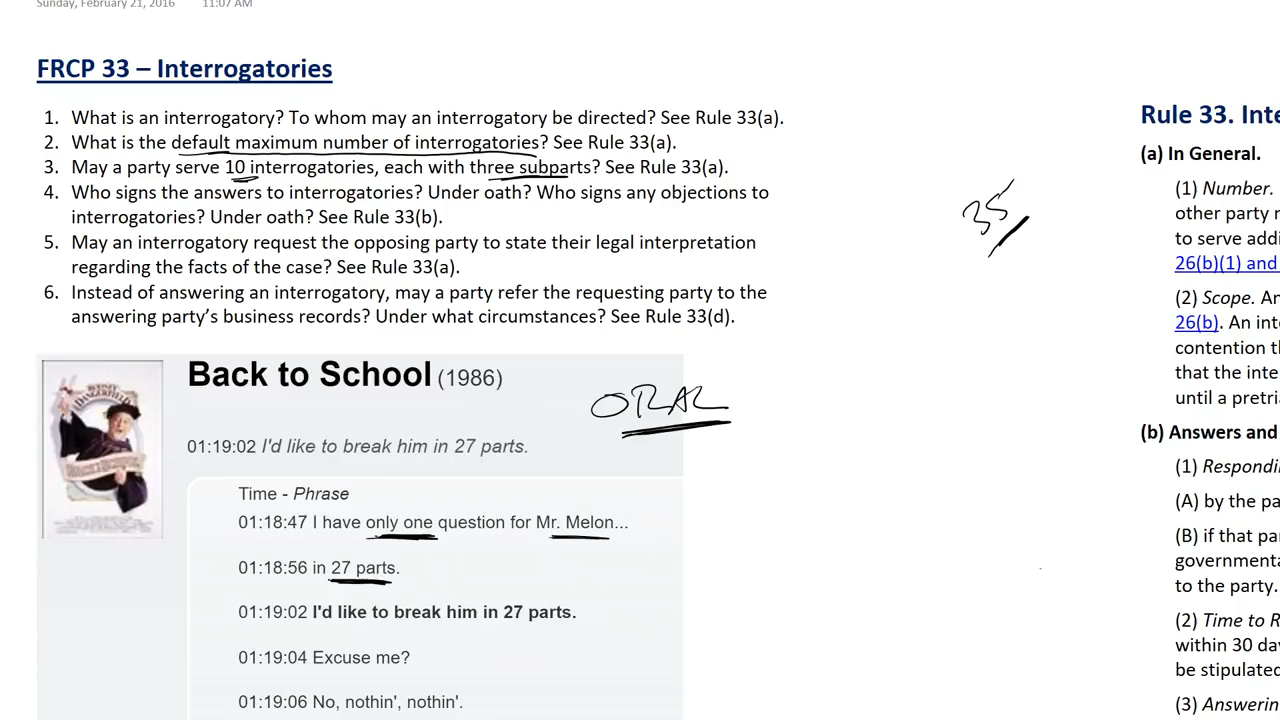 Sunday, February 21, 2016 11:07 AM
FRCP 33 – Interrogatories
1. What is an interrogatory? To whom may an interrogatory be directed? See Rule 33(a).
2. What is the default maximum number of interrogatories? See Rule 33(a).
3. May a party serve 10 interrogatories, each with three subparts? See Rule 33(a).
4. Who signs the answers to interrogatories? Under oath? Who signs any objections to
interrogatories? Under oath? See Rule 33(b).
5. May an interrogatory request the opposing party to state their legal interpretation
regarding the facts of the case? See Rule 33(a).
6. Instead of answering an interrogatory, may a party refer the requesting party to the
answering party's business records? Under what circumstances? See Rule 33(d).
Back to School (1986)
ORAL
01:19:02 I'd like to break him in 27 parts.
Time - Phrase
01:18:47 I have only one question for Mr. Melon...
01:18:56 in 27 parts.
01:19:02 I'd like to break him in 27 parts.
01:19:04 Excuse me?
01:19:06 No, nothin', nothin'.
35
Rule 33. Inte
(a) In General.
(1) Number.
other party
to serve addi
26(b)(1) and
(2) Scope. An
26(b). An inte
contention th
that the inte
until a pretri
(b) Answers and
(1) Respondi
(A) by the pa
(B) if that par
governmenta
to the party.
(2) Time to R
within 30 da
be stipulated
(3) Answerin